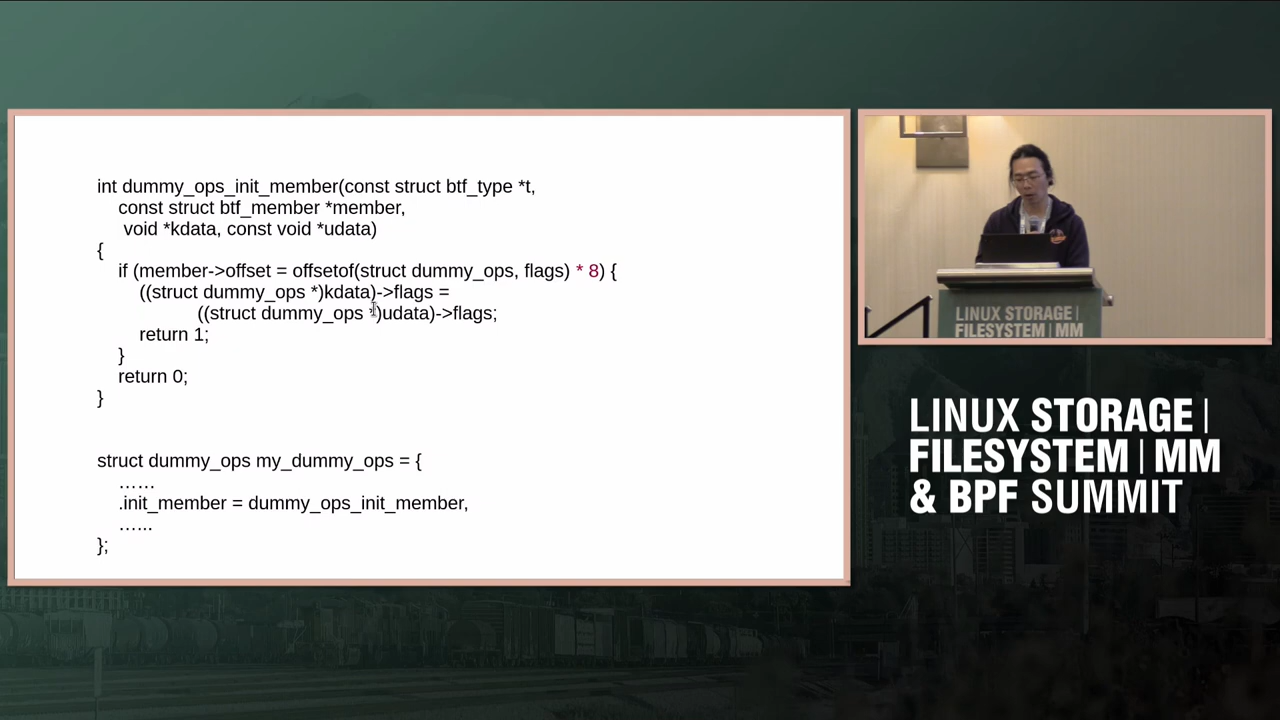 int dummy_ops_init_member(const struct btf_type *t,
const struct btf_member *member,
void *kdata, const void *udata)
{
if (member->offset = offsetof(struct dummy_ops, flags) * 8) {
((struct dummy_ops *)kdata)->flags =
((struct dummy_ops *)udata)->flags;
return 1;
}
return 0;
}
struct dummy_ops my_dummy_ops = {
……
.init_member = dummy_ops_init_member,
…...
};
LINUX STORAGE|
FILESYSTEM|MM
LINUX STORAGE|
FILESYSTEM|MM
& BPF SUMMIT